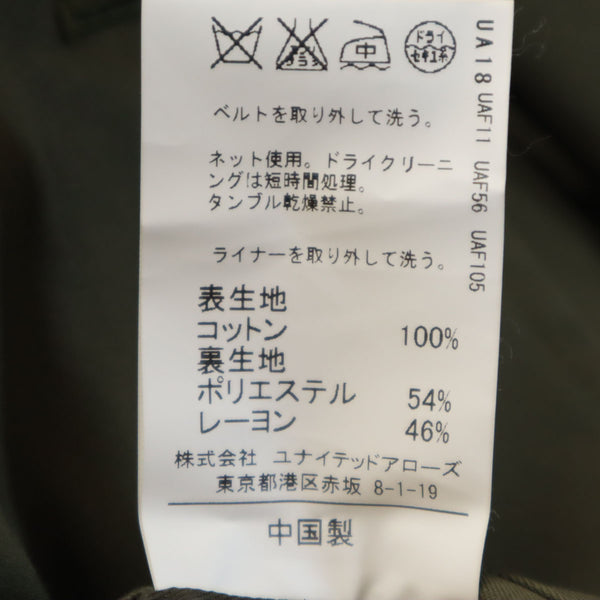 中
ドライ
セキユ系
ベルトを取り外して洗う。
ネット使用。ドライクリーニ
ングは短時間処理。
タンブル乾燥禁止。
ライナーを取り外して洗う。
表生地
コットン 100%
裏生地
ポリエステル 54%
レーヨン 46%
株式会社 ユナイテッドアローズ
東京都港区赤坂 8-1-19
中国製
UA18 UAF11 UAF56 UAF105